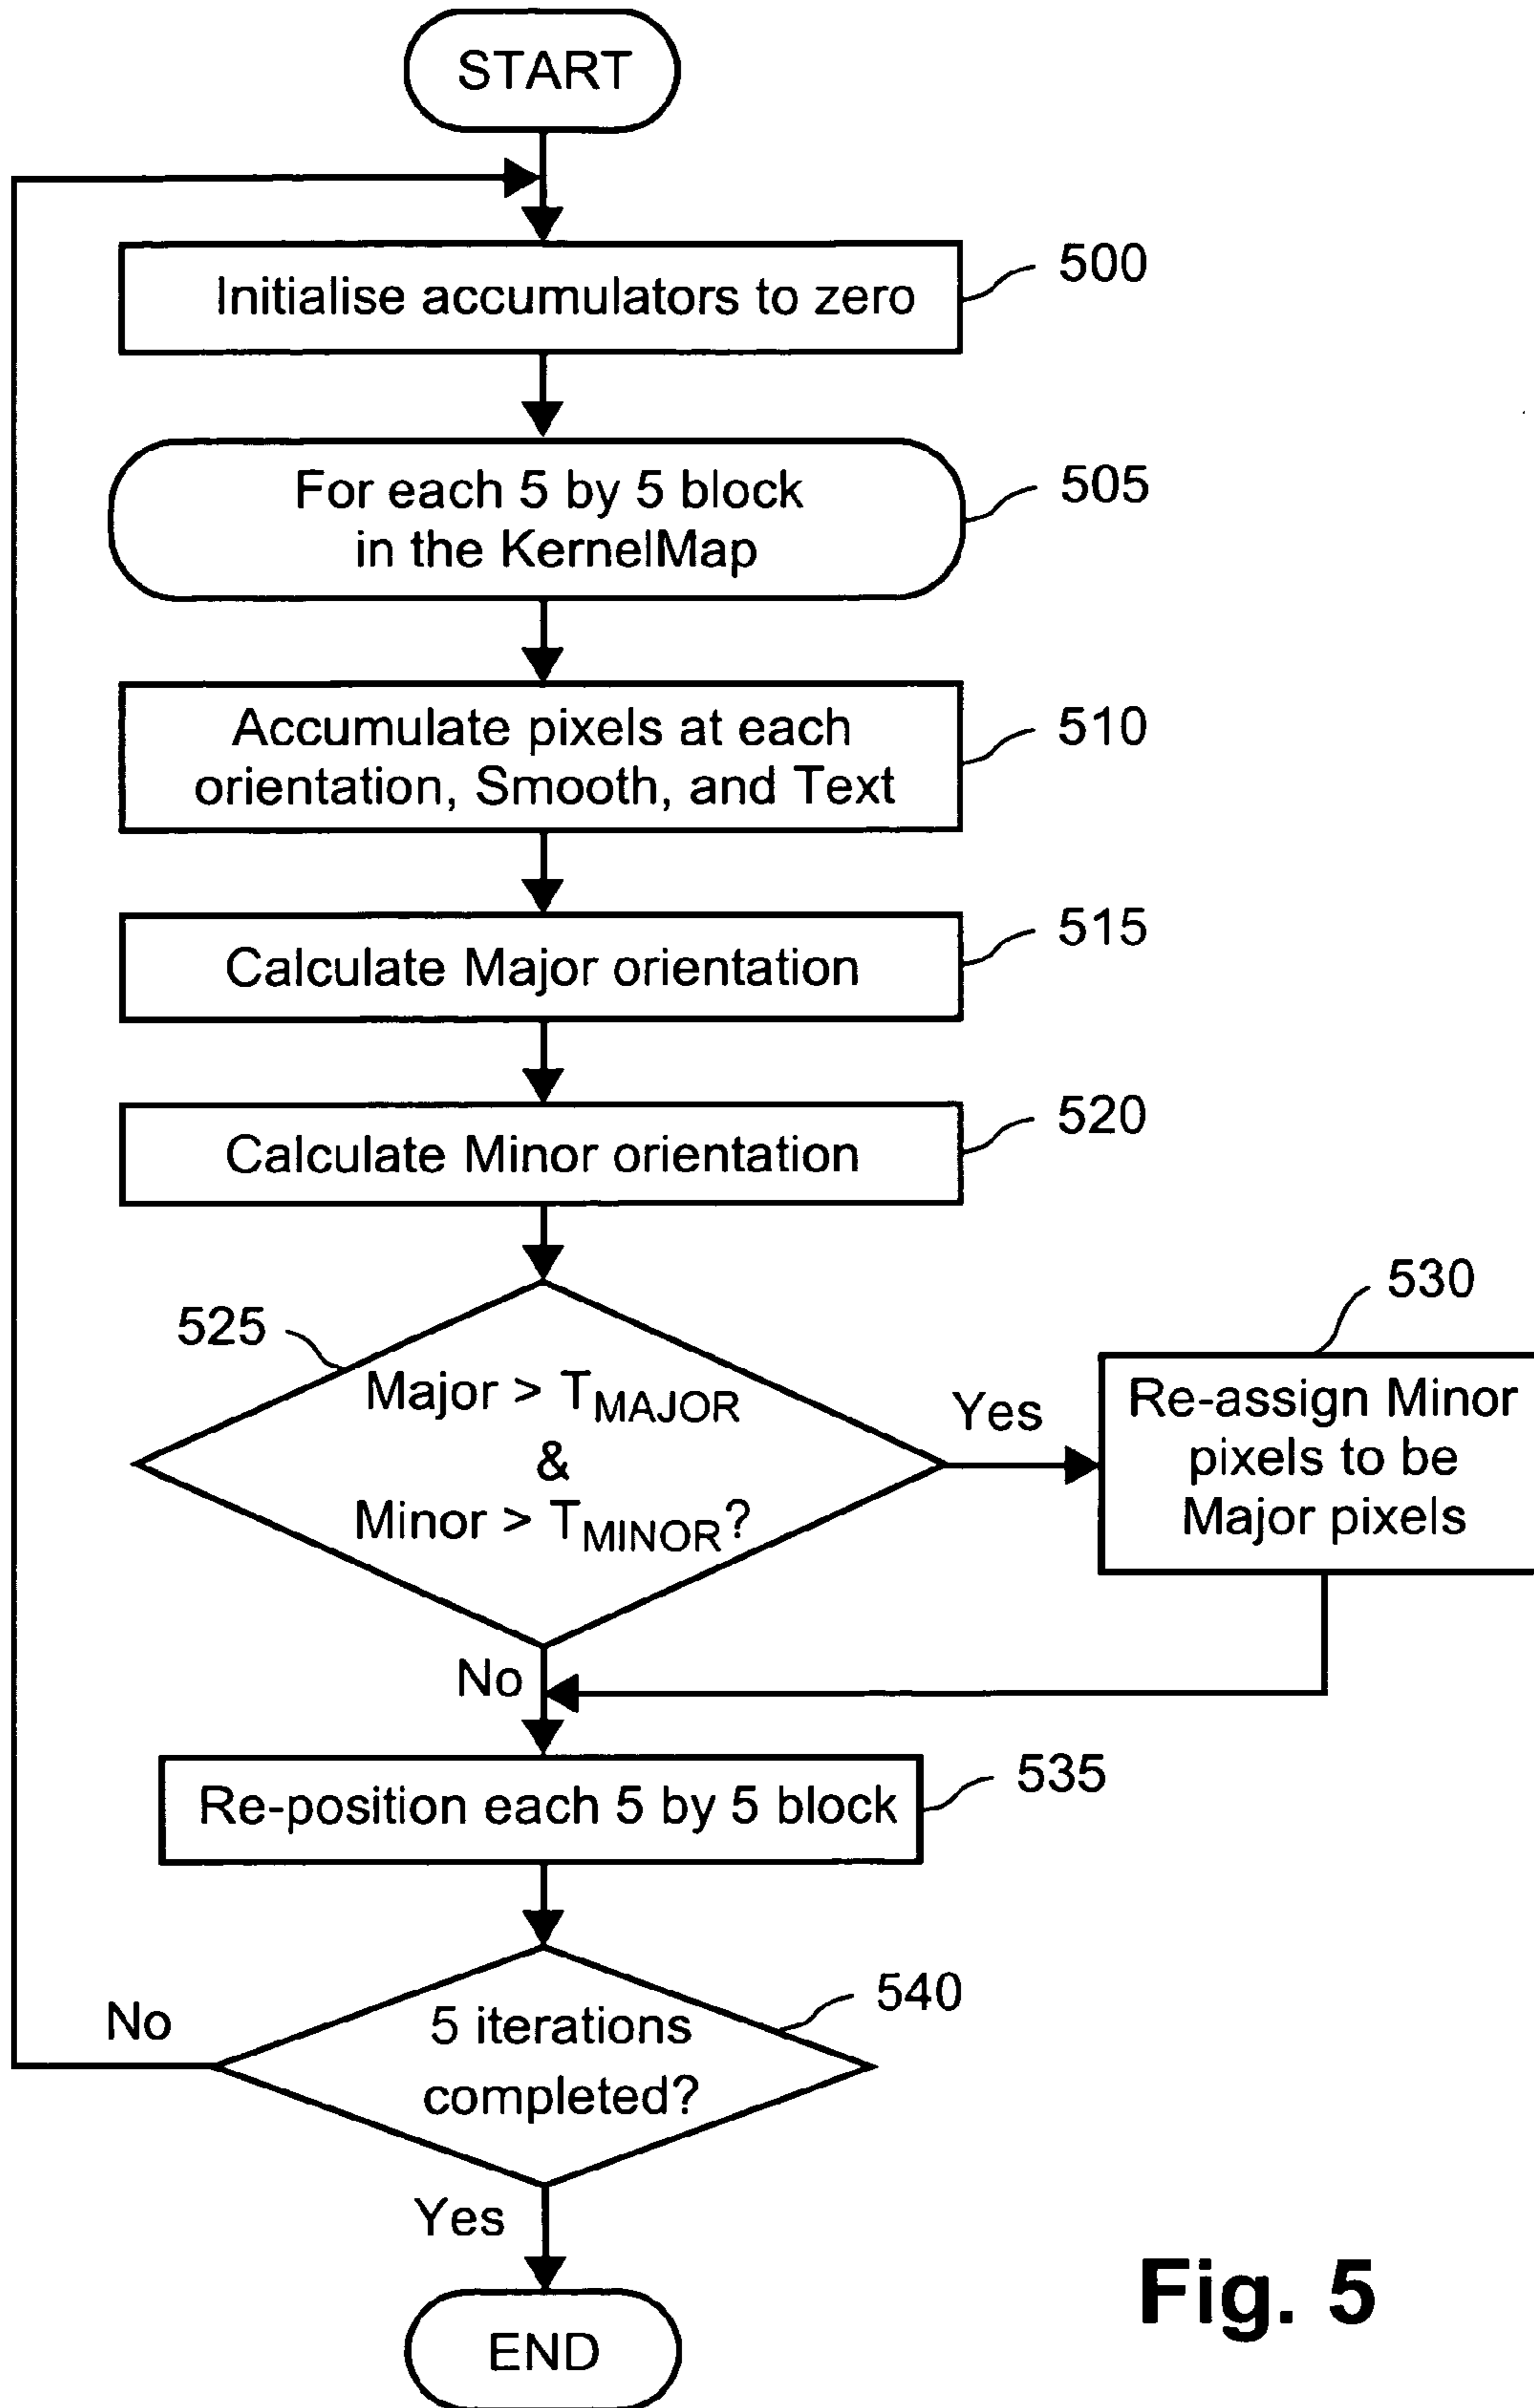 START
Initialise accumulators to zero
500
For each 5 by 5 block
in the KernelMap
505
Accumulate pixels at each
orientation, Smooth, and Text
510
Calculate Major orientation
515
Calculate Minor orientation
520
525
Major > TMAJOR
&
Minor > TMINOR?
Yes
530
Re-assign Minor
pixels to be
Major pixels
No
Re-position each 5 by 5 block
535
No
5 iterations
completed?
540
Yes
END
Fig. 5